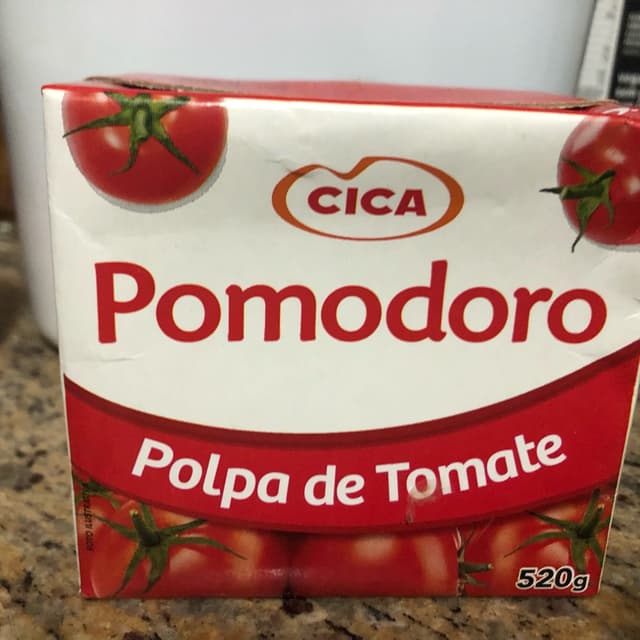 CICA
Pomodoro
Polpa de Tomate
520g